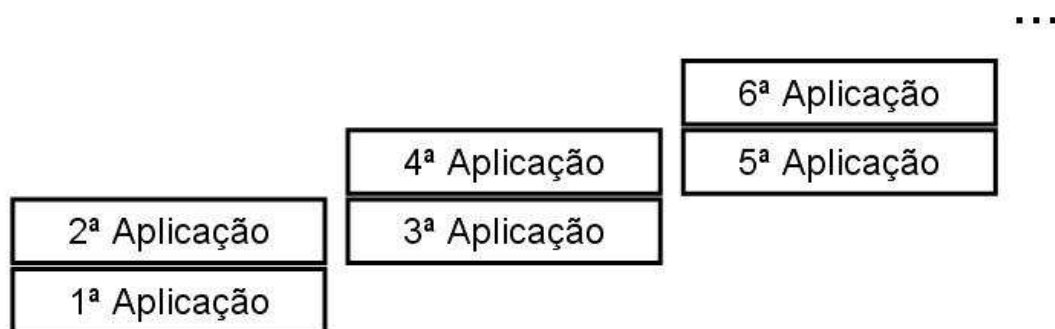 ...
6ª Aplicação
4ª Aplicação
5ª Aplicação
2ª Aplicação
3ª Aplicação
1ª Aplicação